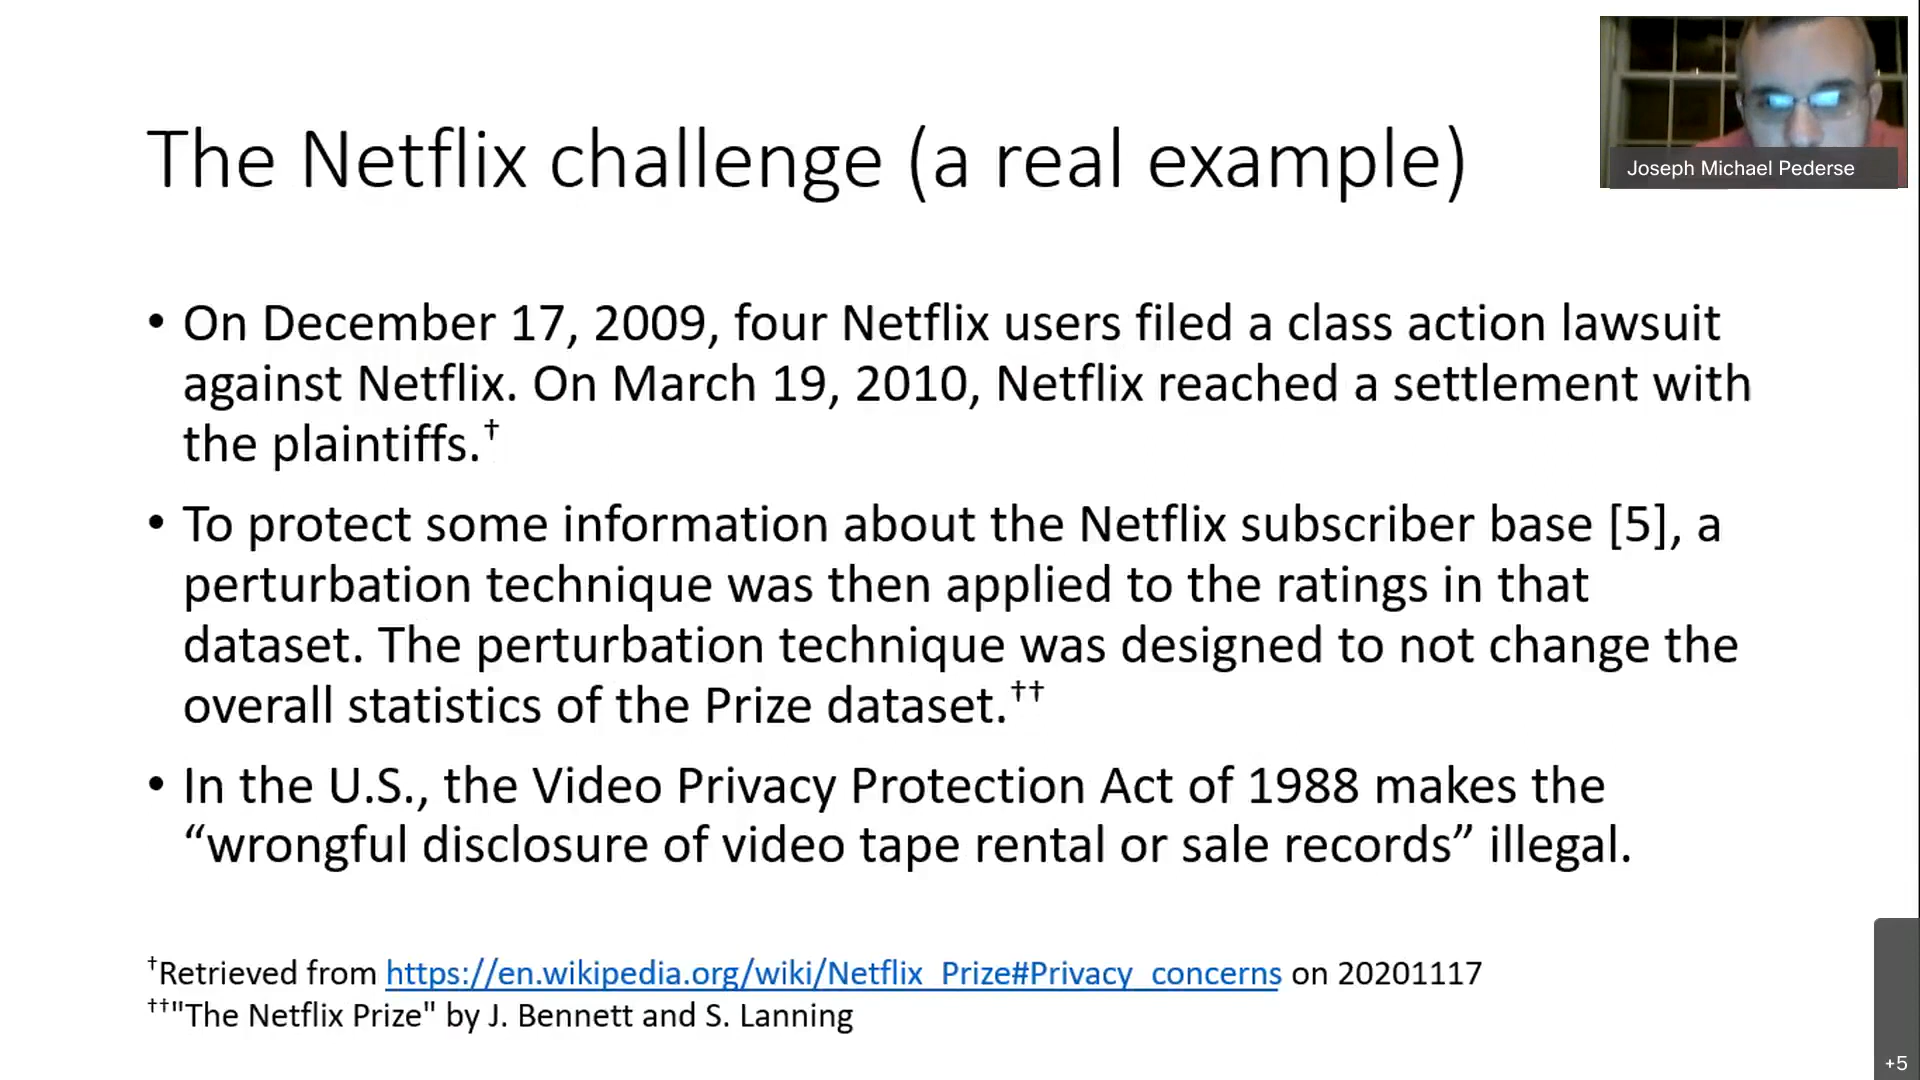 Joseph Michael Pederse
The Netflix challenge (a real example)
• On December 17, 2009, four Netflix users filed a class action lawsuit
against Netflix. On March 19, 2010, Netflix reached a settlement with
the plaintiffs.†
• To protect some information about the Netflix subscriber base [5], a
perturbation technique was then applied to the ratings in that
dataset. The perturbation technique was designed to not change the
overall statistics of the Prize dataset.††
• In the U.S., the Video Privacy Protection Act of 1988 makes the
“wrongful disclosure of video tape rental or sale records” illegal.
†Retrieved from https://en.wikipedia.org/wiki/Netflix_Prize#Privacy_concerns on 20201117
††"The Netflix Prize" by J. Bennett and S. Lanning
+5